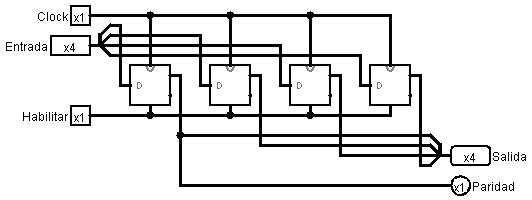 Clock x1
Entrada x4
D D D D
Habilitar x1
x4 Salida
x1 Paridad